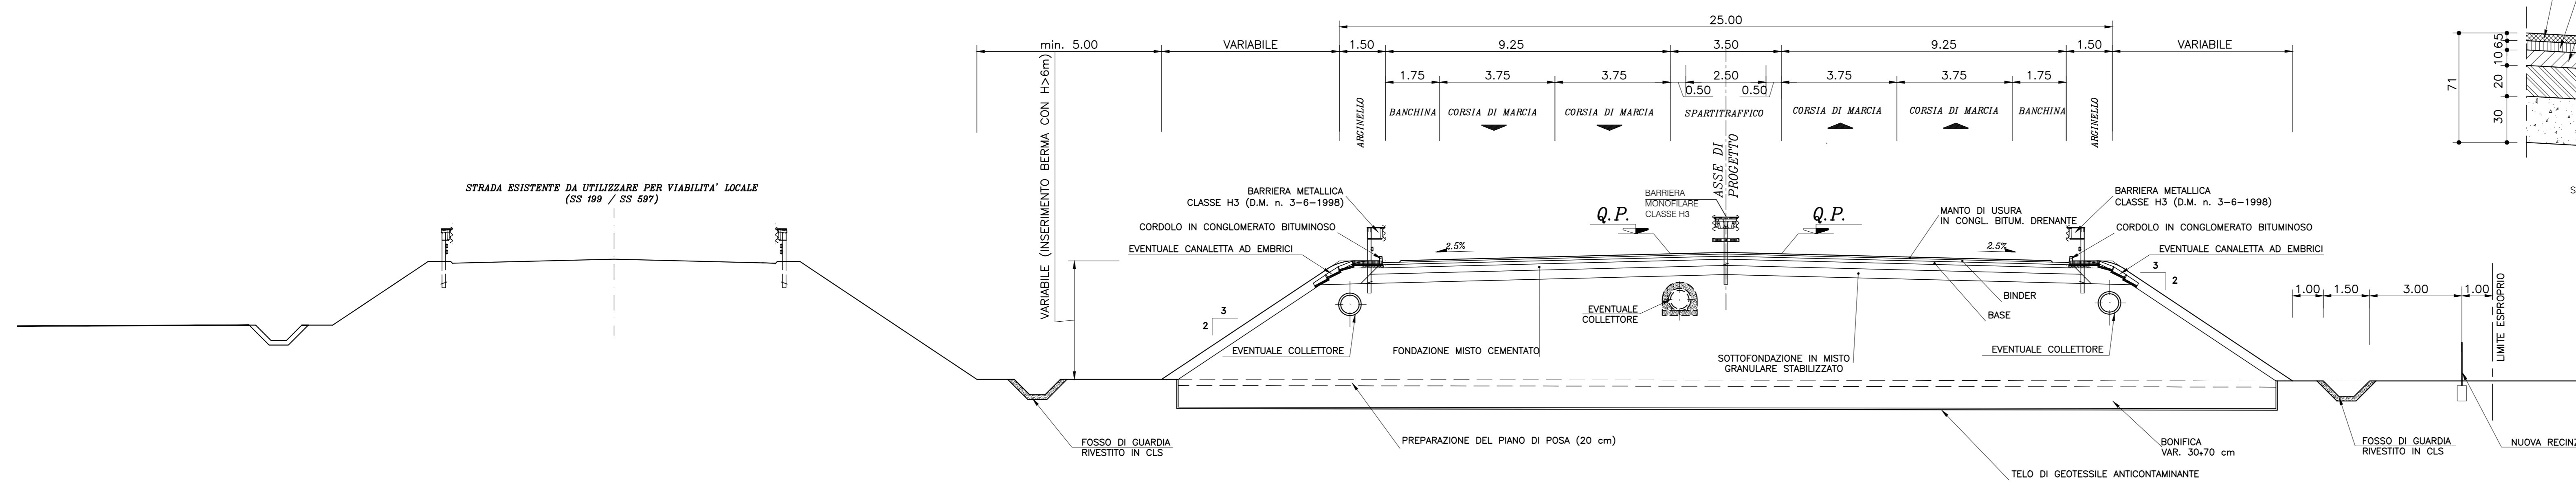 25.00
min. 5.00
VARIABILE
1.50
9.25
3.50
9.25
1.50
VARIABILE
1.75
3.75
3.75
2.50
3.75
3.75
1.75
0.50
0.50
ARGINELLO
BANCHINA
CORSIA DI MARCIA
CORSIA DI MARCIA
SPARTITRAFFICO
CORSIA DI MARCIA
CORSIA DI MARCIA
BANCHINA
ARGINELLO
VARIABILE (INSERIMENTO BERMA CON H>6m)
ASSE DI
PROGETTO
STRADA ESISTENTE DA UTILIZZARE PER VIABILITA' LOCALE
(SS 199 / SS 597)
BARRIERA METALLICA
CLASSE H3 (D.M. n. 3-6-1998)
CORDOLO IN CONGLOMERATO BITUMINOSO
EVENTUALE CANALETTA AD EMBRICI
BARRIERA
MONOFILARE
CLASSE H3
Q.P.
Q.P.
2.5%
2.5%
MANTO DI USURA
IN CONGL. BITUM. DRENANTE
BARRIERA METALLICA
CLASSE H3 (D.M. n. 3-6-1998)
CORDOLO IN CONGLOMERATO BITUMINOSO
EVENTUALE CANALETTA AD EMBRICI
3
2
3
2
EVENTUALE
COLLETTORE
BINDER
BASE
EVENTUALE COLLETTORE
FONDAZIONE MISTO CEMENTATO
SOTTOFONDAZIONE IN MISTO
GRANULARE STABILIZZATO
EVENTUALE COLLETTORE
1.00
1.50
3.00
1.00
LIMITE ESPROPRIO
FOSSO DI GUARDIA
RIVESTITO IN CLS
PREPARAZIONE DEL PIANO DI POSA (20 cm)
BONIFICA
VAR. 30÷70 cm
TELO DI GEOTESSILE ANTICONTAMINANTE
FOSSO DI GUARDIA
RIVESTITO IN CLS
NUOVA RECINZ
71
5
6
10
20
30
S